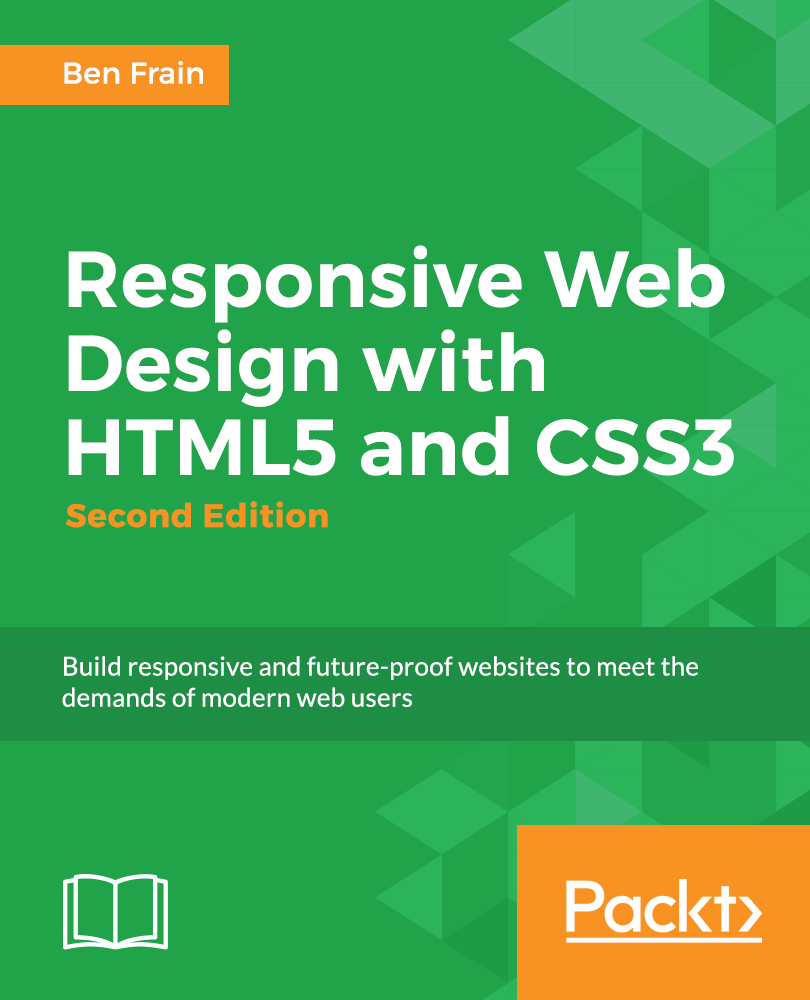 Ben Frain
Responsive Web
Design with
HTML5 and CSS3
Second Edition
Build responsive and future-proof websites to meet the
demands of modern web users
Packt>